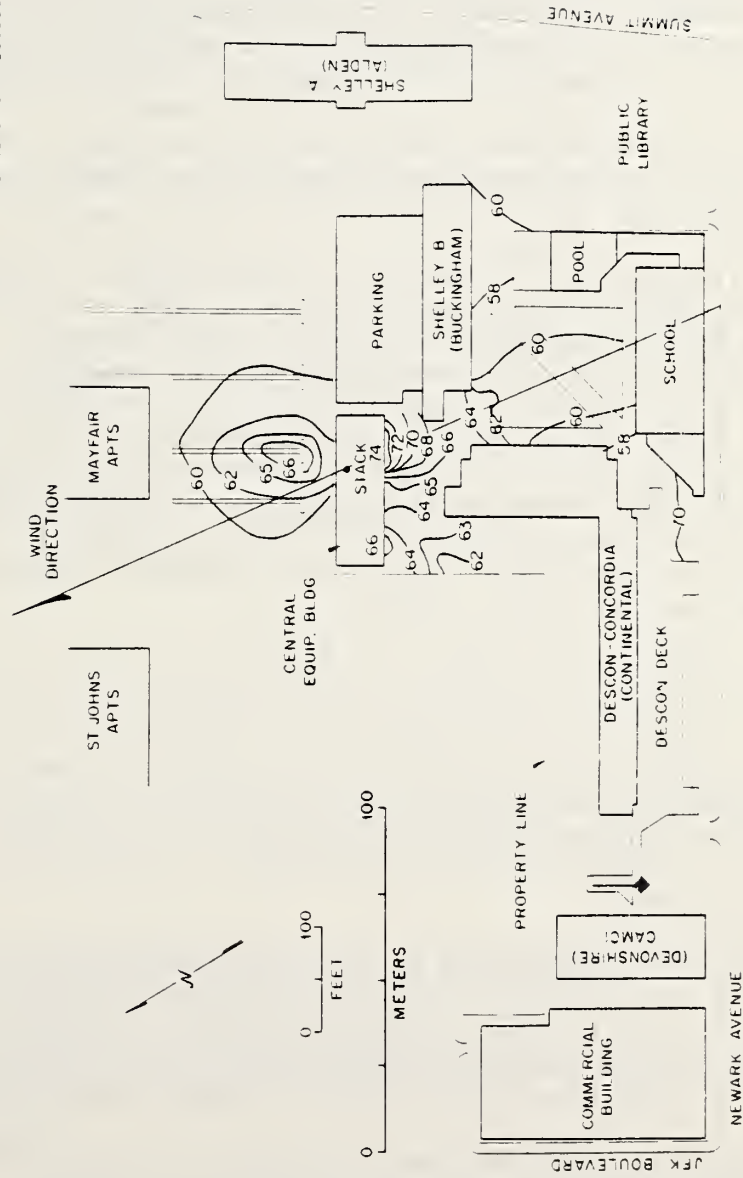 SUMMIT AVENUE
SHELLEY A
(ALDEN)
PUBLIC
LIBRARY
MAYFAIR
APTS
WIND
DIRECTION
ST JOHNS
APTS
PARKING
SHELLEY B
(BUCKINGHAM)
POOL
SCHOOL
STACK
CENTRAL
EQUIP. BLDG
60
62
65
66
74
72
70
68
66
65
64
66
64
63
62
64
62
60
58
60
60
58
70
DESCON-CONCORDIA
(CONTINENTAL)
DESCON DECK
PROPERTY LINE
N
0 100
FEET
METERS
0 100
(DEVONSHIRE)
CAMCI
COMMERCIAL
BUILDING
JFK BOULEVARD
NEWARK AVENUE